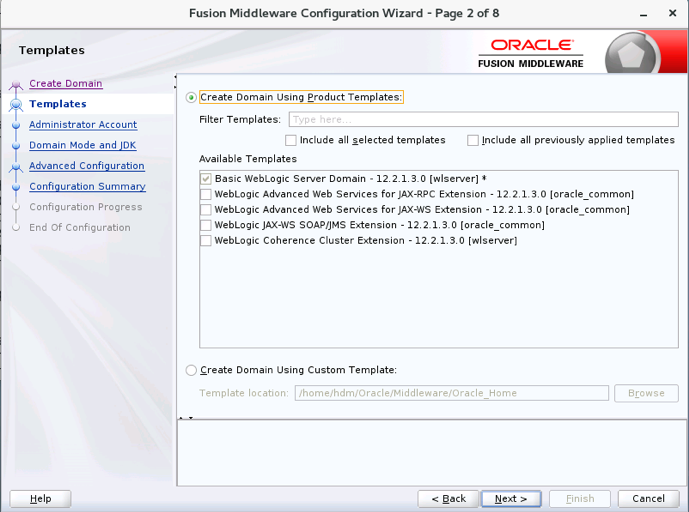 Fusion Middleware Configuration Wizard - Page 2 of 8
Templates
ORACLE
FUSION MIDDLEWARE
Create Domain
Templates
Administrator Account
Domain Mode and JDK
Advanced Configuration
Configuration Summary
Configuration Progress
End Of Configuration
Create Domain Using Product Templates:
Filter Templates: Type here...
Include all selected templates Include all previously applied templates
Available Templates
Basic WebLogic Server Domain - 12.2.1.3.0 [wlserver] *
WebLogic Advanced Web Services for JAX-RPC Extension - 12.2.1.3.0 [oracle_common]
WebLogic Advanced Web Services for JAX-WS Extension - 12.2.1.3.0 [oracle_common]
WebLogic JAX-WS SOAP/JMS Extension - 12.2.1.3.0 [oracle_common]
WebLogic Coherence Cluster Extension - 12.2.1.3.0 [wlserver]
Create Domain Using Custom Template:
Template location: /home/hdm/Oracle/Middleware/Oracle_Home Browse
Help < Back Next > Finish Cancel